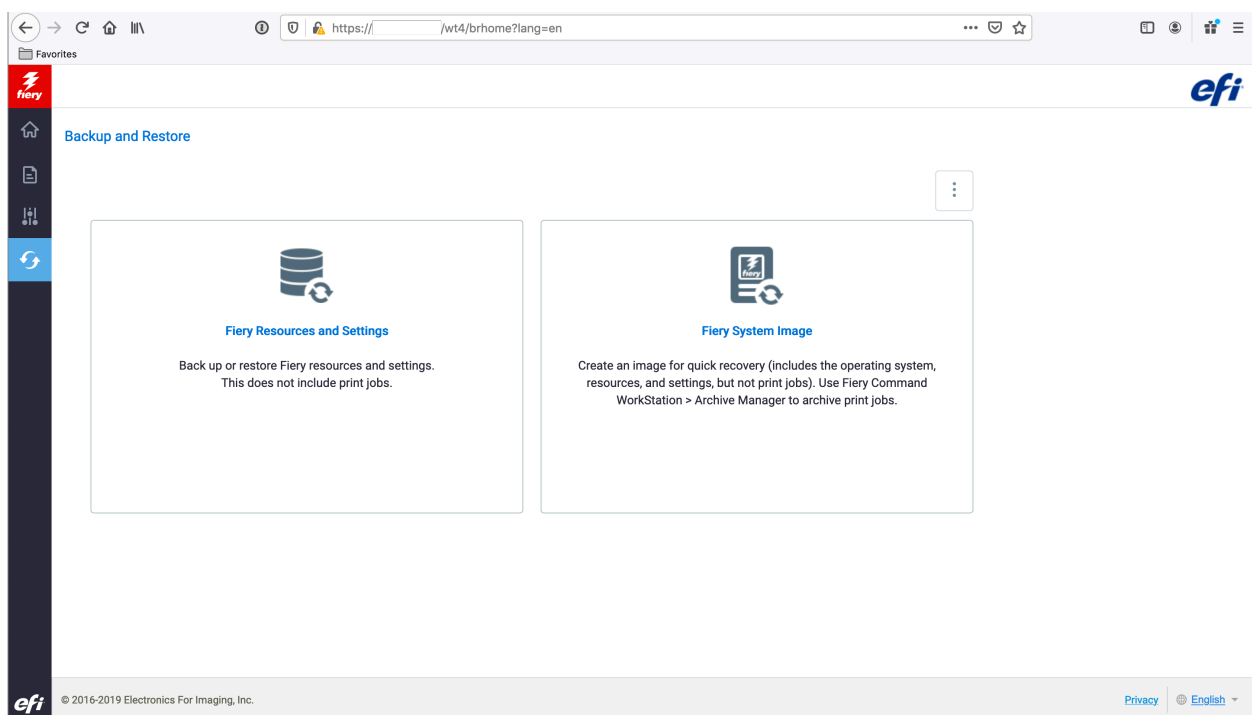 https:// /wt4/brhome?lang=en
Favorites
fiery
efi
Backup and Restore
fiery
Fiery Resources and Settings
Fiery System Image
Back up or restore Fiery resources and settings.
This does not include print jobs.
Create an image for quick recovery (includes the operating system,
resources, and settings, but not print jobs). Use Fiery Command
WorkStation > Archive Manager to archive print jobs.
efi
© 2016-2019 Electronics For Imaging, Inc.
Privacy
English